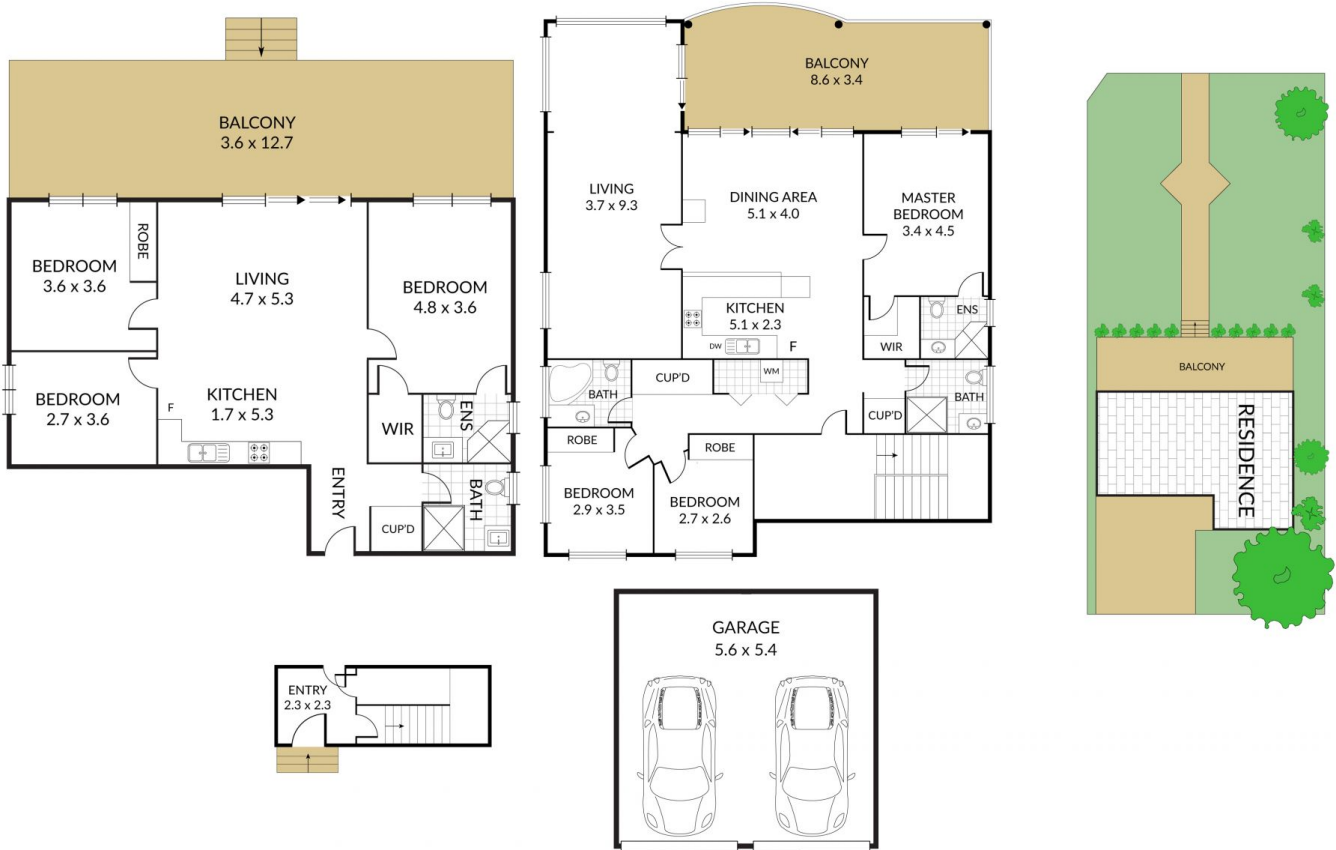 BALCONY
3.6 x 12.7
ROBE
BEDROOM
3.6 x 3.6
LIVING
4.7 x 5.3
BEDROOM
4.8 x 3.6
BEDROOM
2.7 x 3.6
F
KITCHEN
1.7 x 5.3
WIR
ENS
ENTRY
CUP'D
BATH
BALCONY
8.6 x 3.4
LIVING
3.7 x 9.3
DINING AREA
5.1 x 4.0
MASTER
BEDROOM
3.4 x 4.5
KITCHEN
5.1 x 2.3
DW
F
ENS
WIR
BATH
CUP'D
WM
CUP'D
BATH
ROBE
ROBE
BEDROOM
2.9 x 3.5
BEDROOM
2.7 x 2.6
BALCONY
RESIDENCE
ENTRY
2.3 x 2.3
GARAGE
5.6 x 5.4